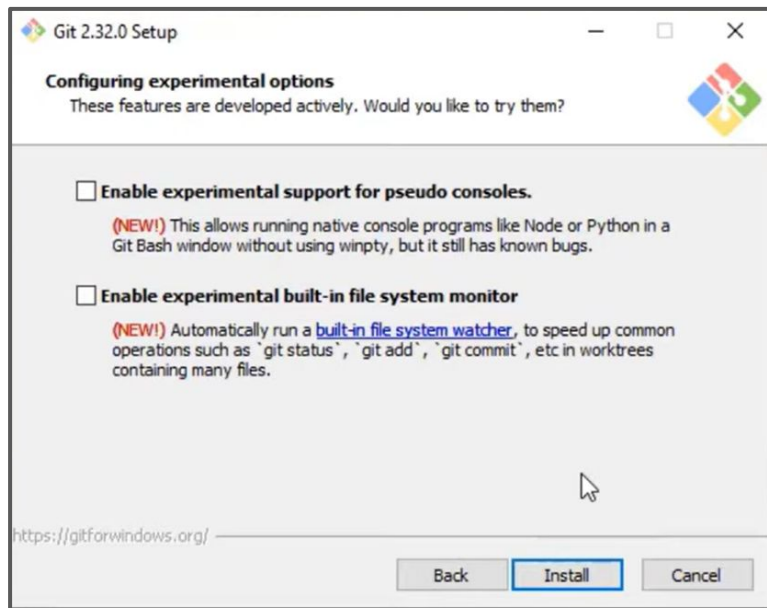 Git 2.32.0 Setup
Configuring experimental options
These features are developed actively. Would you like to try them?
Enable experimental support for pseudo consoles.
(NEW!) This allows running native console programs like Node or Python in a
Git Bash window without using winpty, but it still has known bugs.
Enable experimental built-in file system monitor
(NEW!) Automatically run a built-in file system watcher, to speed up common
operations such as `git status`, `git add`, `git commit`, etc in worktrees
containing many files.
https://gitforwindows.org/
Back Install Cancel